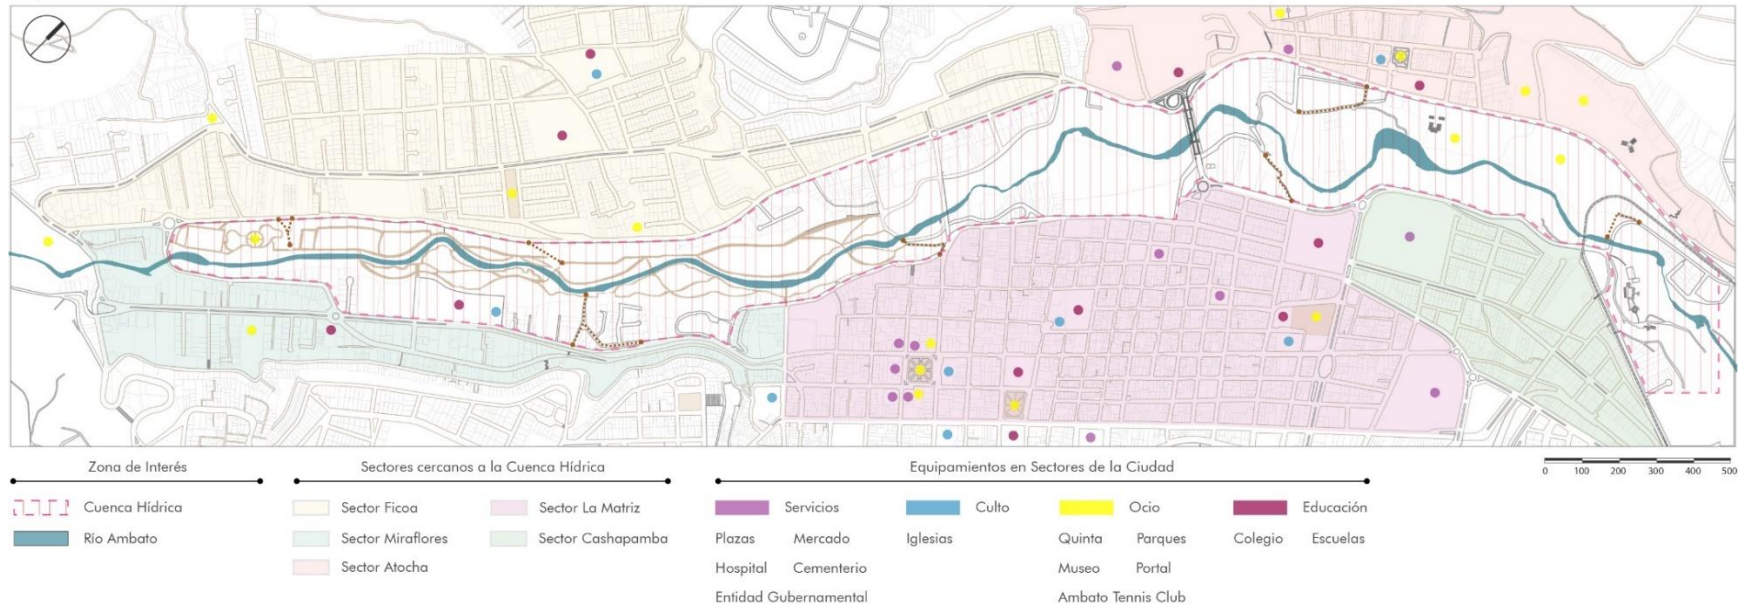 0 100 200 300 400 500
Zona de Interés
Cuenca Hídrica
Río Ambato
Sectores cercanos a la Cuenca Hídrica
Sector Ficoa
Sector La Matriz
Sector Miraflores
Sector Cashapamba
Sector Atocha
Equipamientos en Sectores de la Ciudad
Servicios
Culto
Ocio
Educación
Plazas Mercado
Iglesias
Quinta Parques
Colegio Escuelas
Hospital Cementerio
Museo Portal
Entidad Gubernamental
Ambato Tennis Club